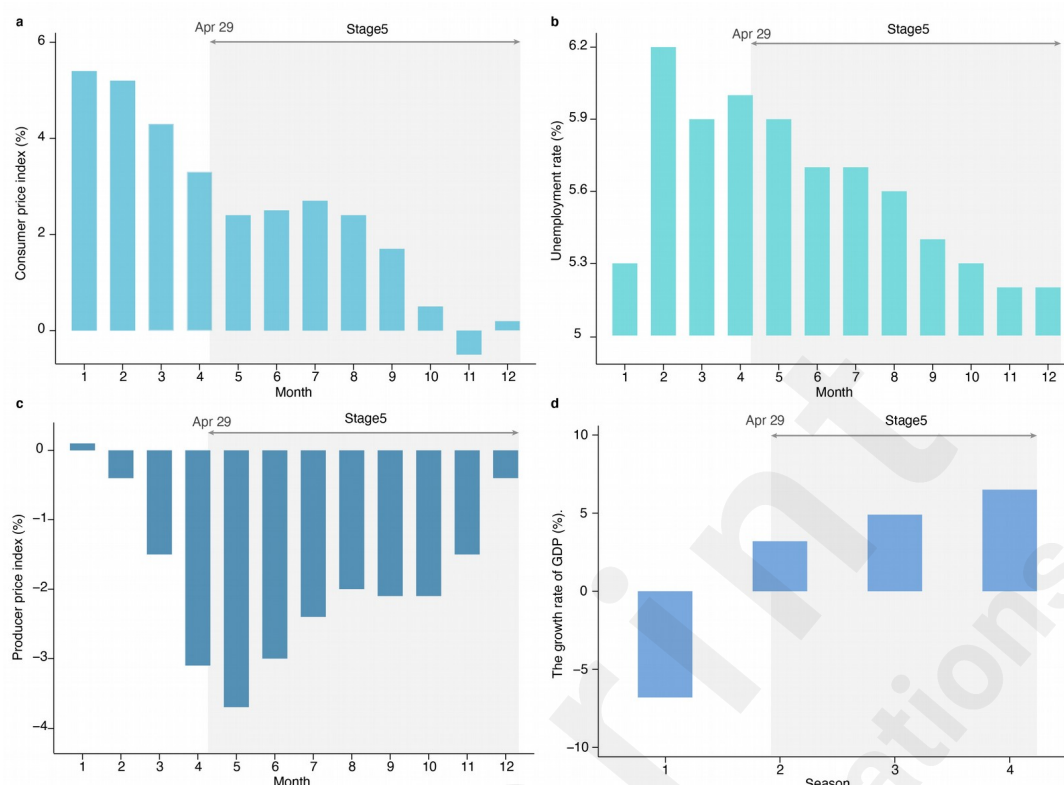 a
Apr 29
Stage5
6
4
2
0
Consumer price index (%)
1 2 3 4 5 6 7 8 9 10 11 12
Month
b
Apr 29
Stage5
6.2
5.9
5.6
5.3
5
Unemployment rate (%)
1 2 3 4 5 6 7 8 9 10 11 12
Month
c
Apr 29
Stage5
0
−1
−2
−3
−4
Producer price index (%)
1 2 3 4 5 6 7 8 9 10 11 12
Month
d
Apr 29
Stage5
10
5
0
−5
−10
The growth rate of GDP (%).
1 2 3 4
Season
rint
ations